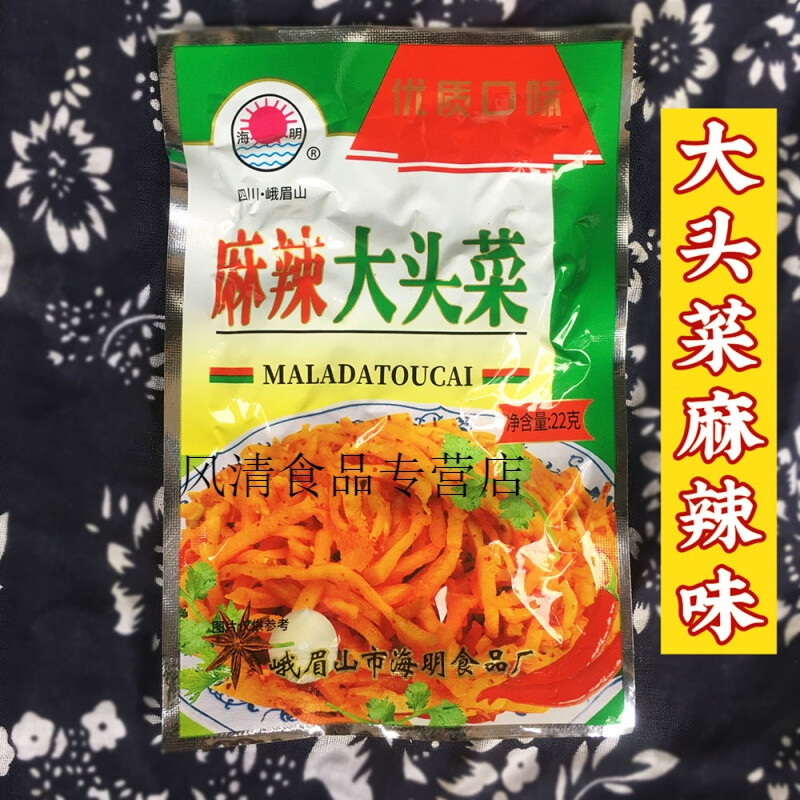 优质口味
海 明
®
四川·峨眉山
麻辣大头菜
MALADATOUCAI
净含量:22克
风清食品专营店
图片仅供参考
峨眉山市海明食品厂
大头菜麻辣味